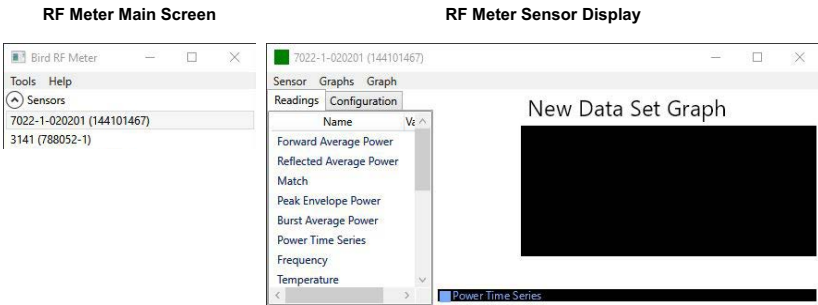 RF Meter Main Screen
RF Meter Sensor Display
Bird RF Meter
Tools Help
Sensors
7022-1-020201 (144101467)
3141 (788052-1)
7022-1-020201 (144101467)
Sensor Graphs Graph
Readings Configuration
Name Va
Forward Average Power
Reflected Average Power
Match
Peak Envelope Power
Burst Average Power
Power Time Series
Frequency
Temperature
New Data Set Graph
Power Time Series